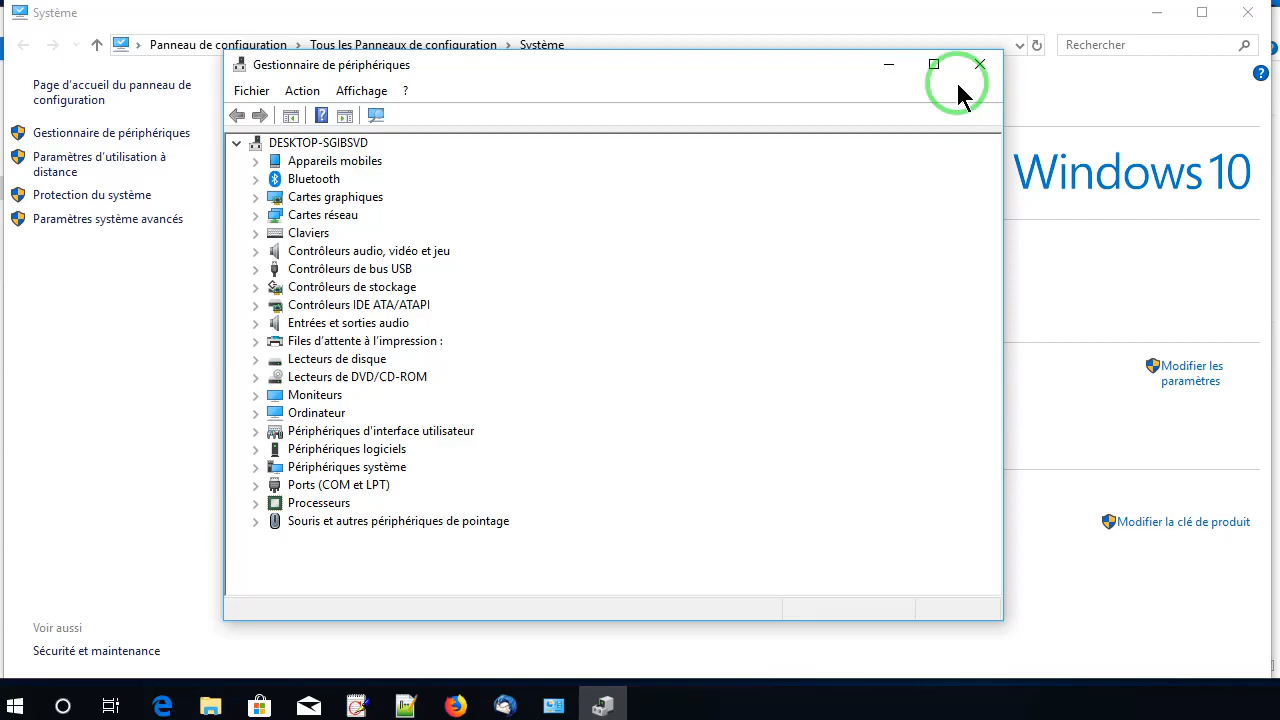 Système
Panneau de configuration
Tous les Panneaux de configuration
Système
Rechercher
Page d'accueil du panneau de
configuration
Gestionnaire de périphériques
Paramètres d'utilisation à
distance
Protection du système
Paramètres système avancés
Voir aussi
Sécurité et maintenance
Gestionnaire de périphériques
Fichier
Action
Affichage
?
DESKTOP-SGIBSVD
Appareils mobiles
Bluetooth
Cartes graphiques
Cartes réseau
Claviers
Contrôleurs audio, vidéo et jeu
Contrôleurs de bus USB
Contrôleurs de stockage
Contrôleurs IDE ATA/ATAPI
Entrées et sorties audio
Files d'attente à l'impression :
Lecteurs de disque
Lecteurs de DVD/CD-ROM
Moniteurs
Ordinateur
Périphériques d'interface utilisateur
Périphériques logiciels
Périphériques système
Ports (COM et LPT)
Processeurs
Souris et autres périphériques de pointage
Windows 10
Modifier les
paramètres
Modifier la clé de produit